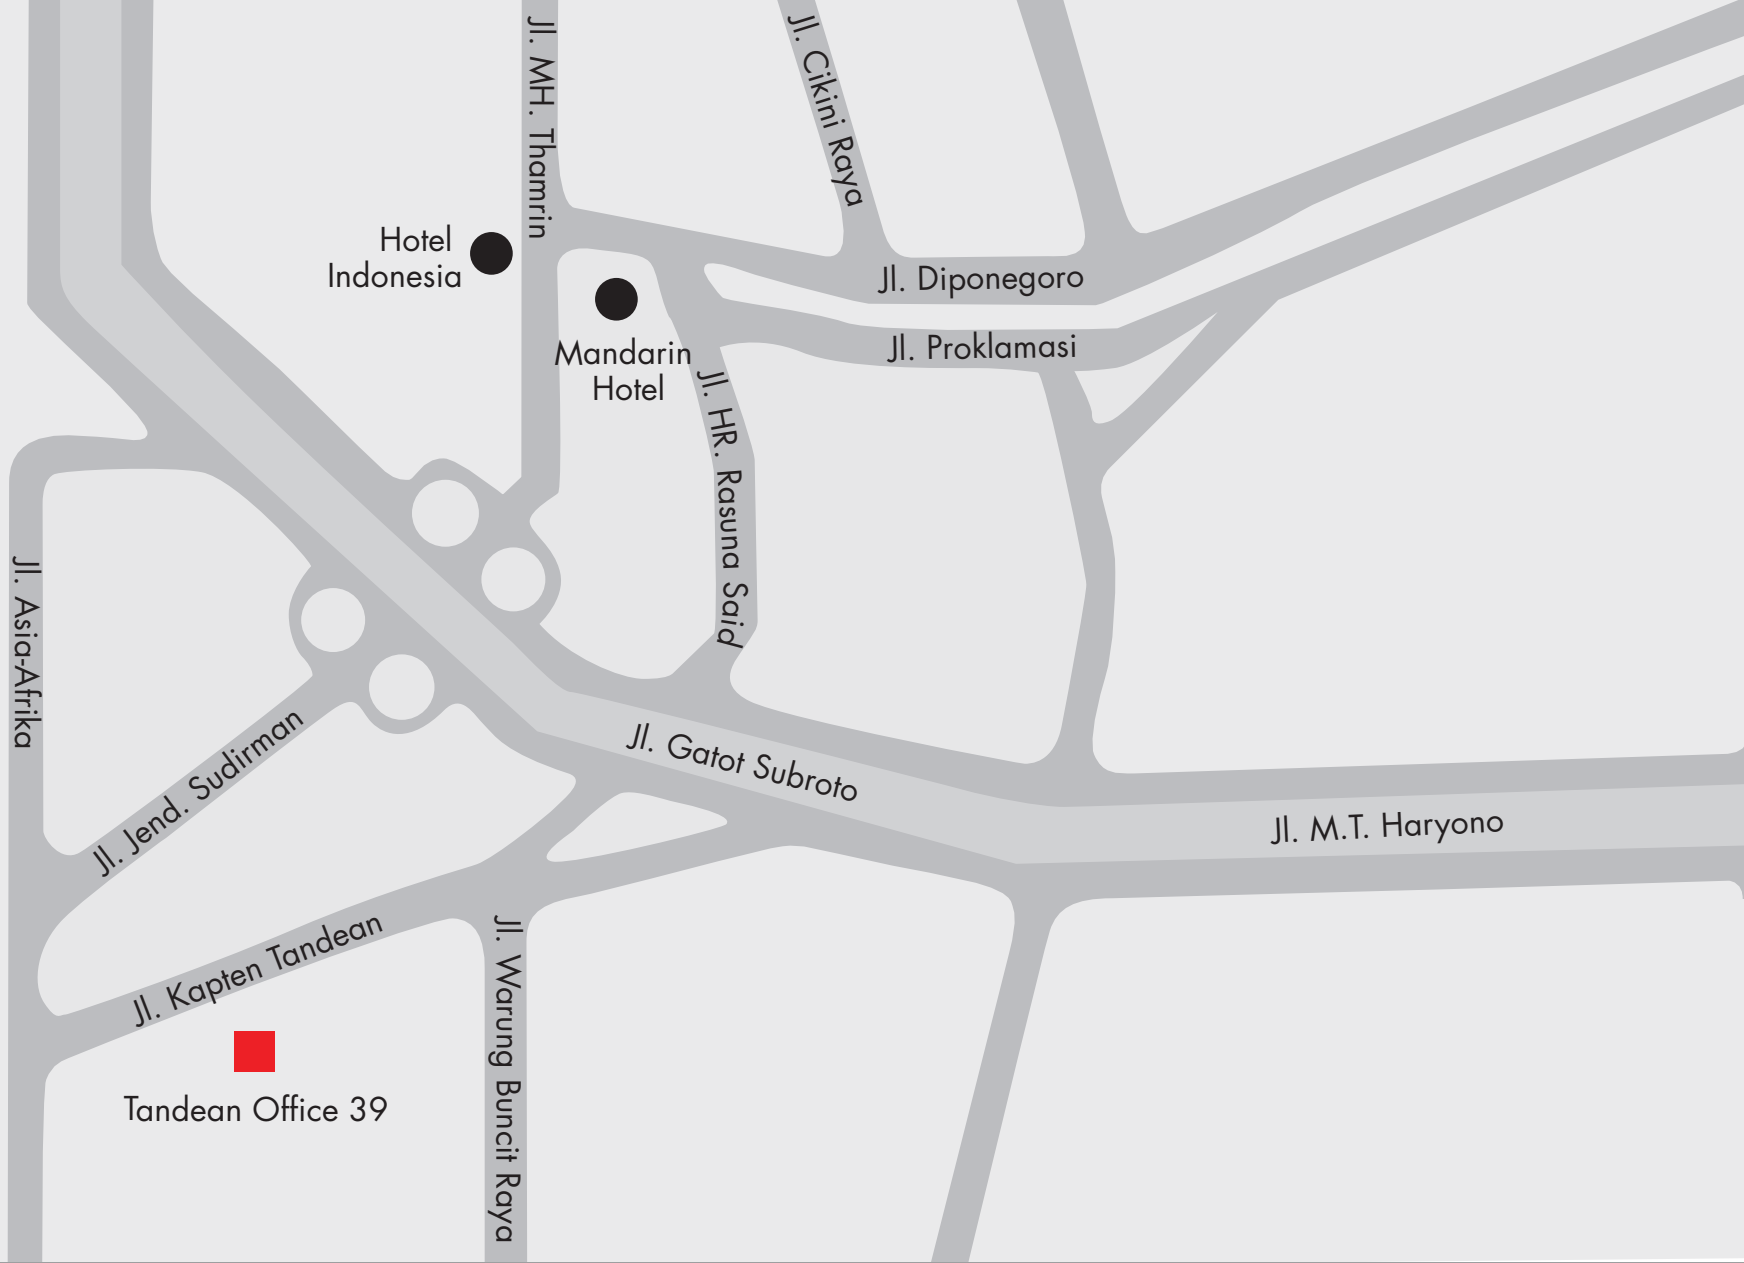 Jl. MH. Thamrin
Jl. Cikini Raya
Hotel
Indonesia
Jl. Diponegoro
Mandarin
Hotel
Jl. Proklamasi
Jl. HR. Rasuna Said
Jl. Asia-Afrika
Jl. Jend. Sudirman
Jl. Gatot Subroto
Jl. M.T. Haryono
Jl. Kapten Tandean
Jl. Warung Buncit Raya
Tandean Office 39